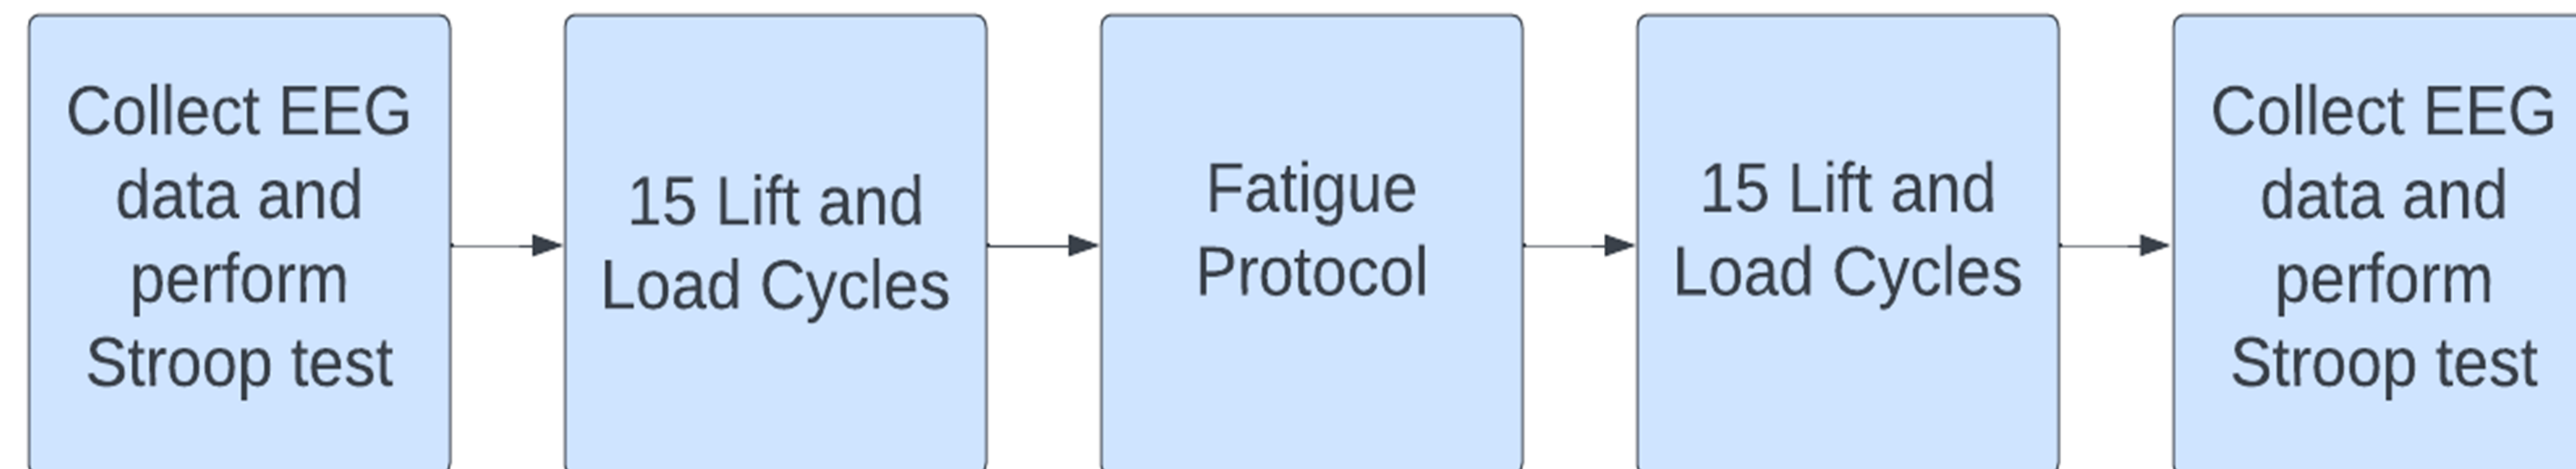 Collect EEG
data and
perform
Stroop test
15 Lift and
Load Cycles
Fatigue
Protocol
15 Lift and
Load Cycles
Collect EEG
data and
perform
Stroop test